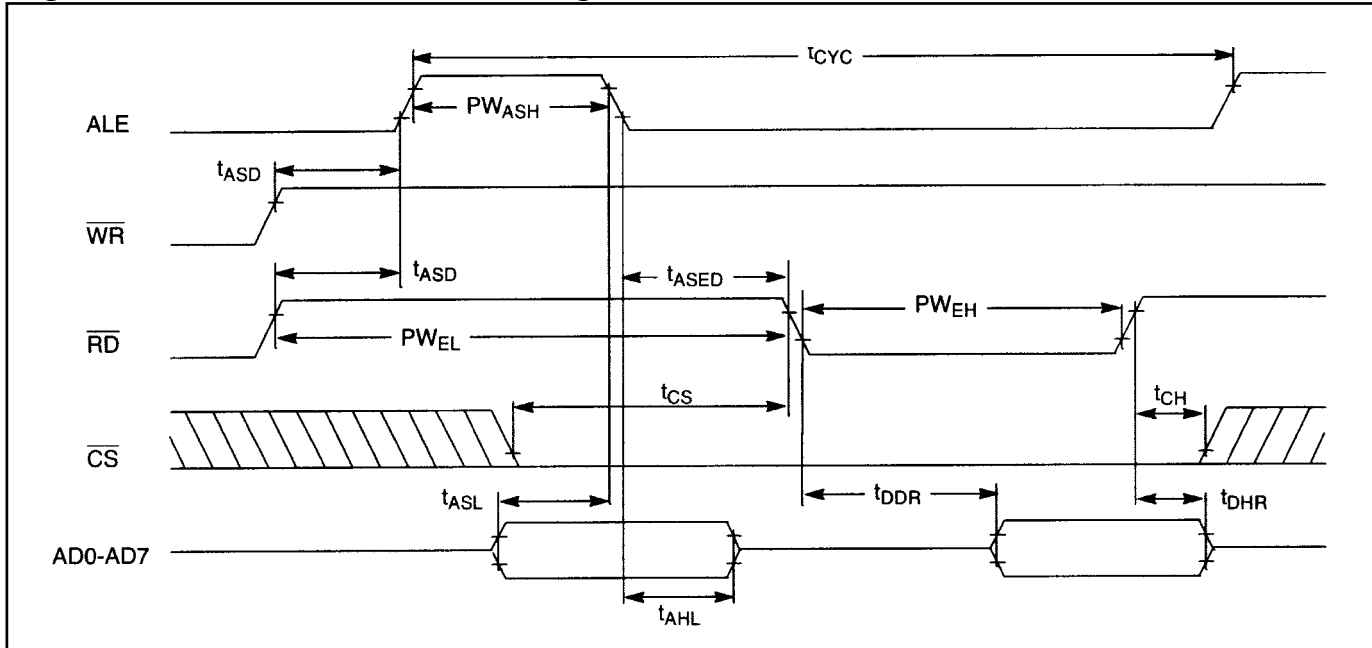 tCYC
PWASH
ALE
tASD
WR
tASD
tASED
PWEH
RD
PWEL
tCS
tCH
CS
tASL
tDDR
tDHR
AD0-AD7
tAHL